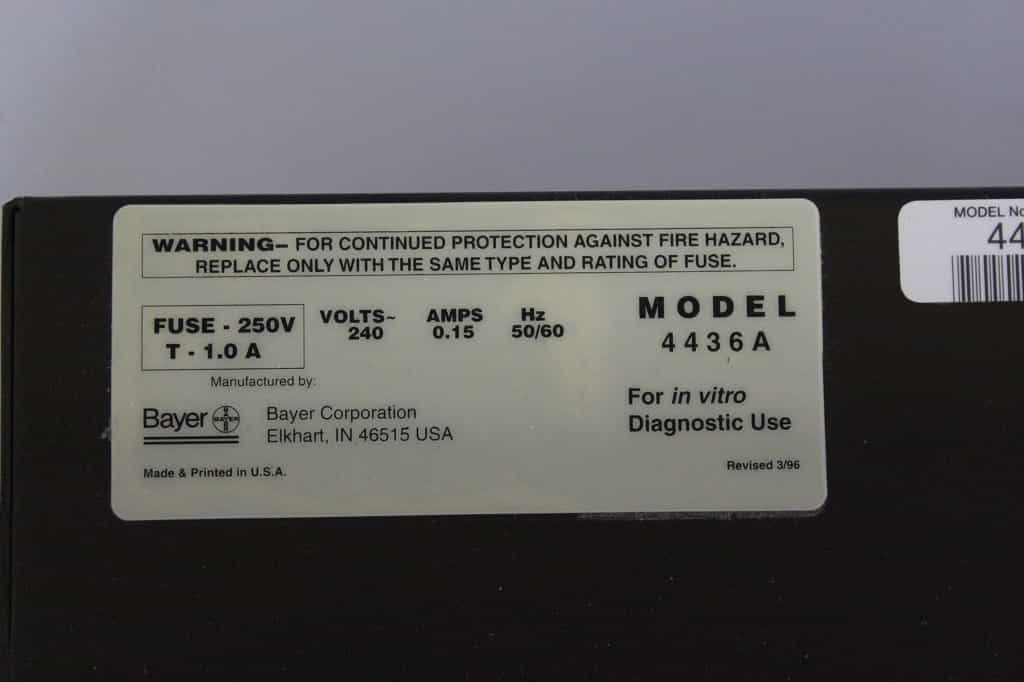 WARNING– FOR CONTINUED PROTECTION AGAINST FIRE HAZARD,
REPLACE ONLY WITH THE SAME TYPE AND RATING OF FUSE.
FUSE - 250V
T - 1.0 A
VOLTS~
240
AMPS
0.15
Hz
50/60
MODEL
4436A
Manufactured by:
Bayer
BAYER
Bayer Corporation
Elkhart, IN 46515 USA
For in vitro
Diagnostic Use
Made & Printed in U.S.A.
Revised 3/96
MODEL No
44